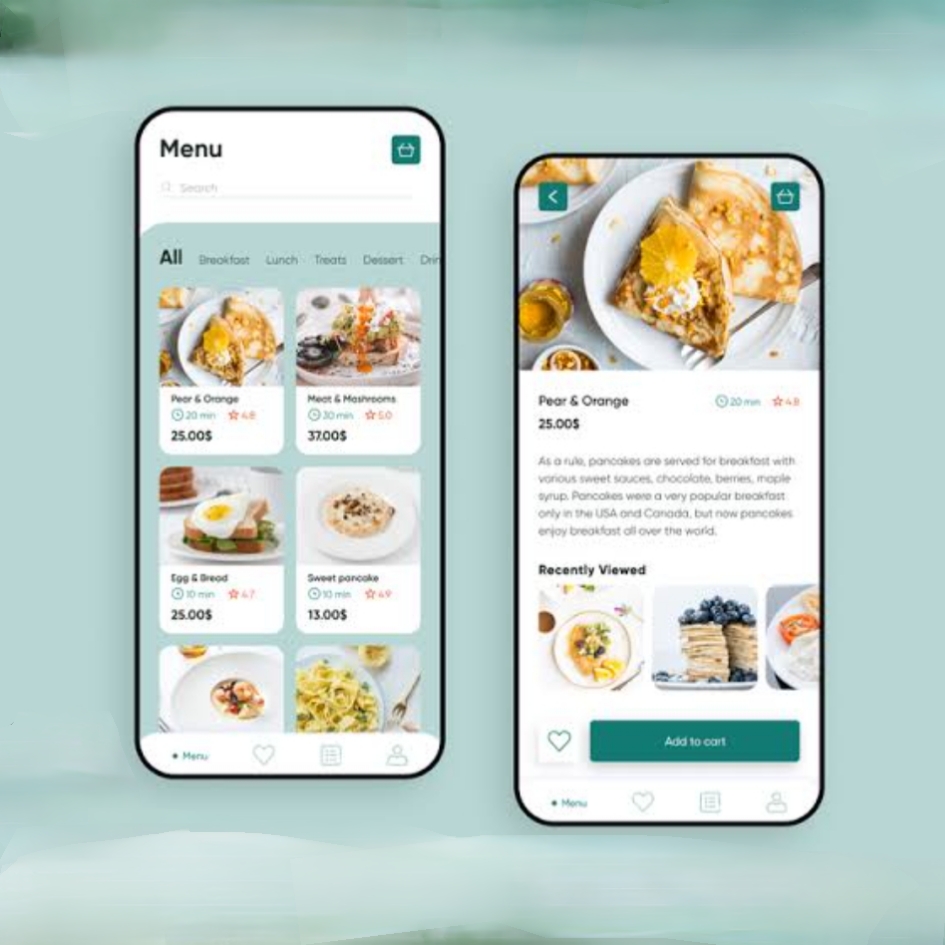 Menu
Search
All Breakfast Lunch Treats Dessert Drin
Pear & Orange
20 min 4.8
25.00$
Meat & Moshrooms
30 min 5.0
37.00$
Egg & Bread
10 min 4.7
25.00$
Sweet pancake
10 min 4.9
13.00$
Menu
Pear & Orange 20 min 4.8
25.00$
As a rule, pancakes are served for breakfast with
various sweet sauces, chocolate, berries, maple
syrup. Pancakes were a very popular breakfast
only in the USA and Canada, but now pancakes
enjoy breakfast all over the world.
Recently Viewed
Add to cart
Menu